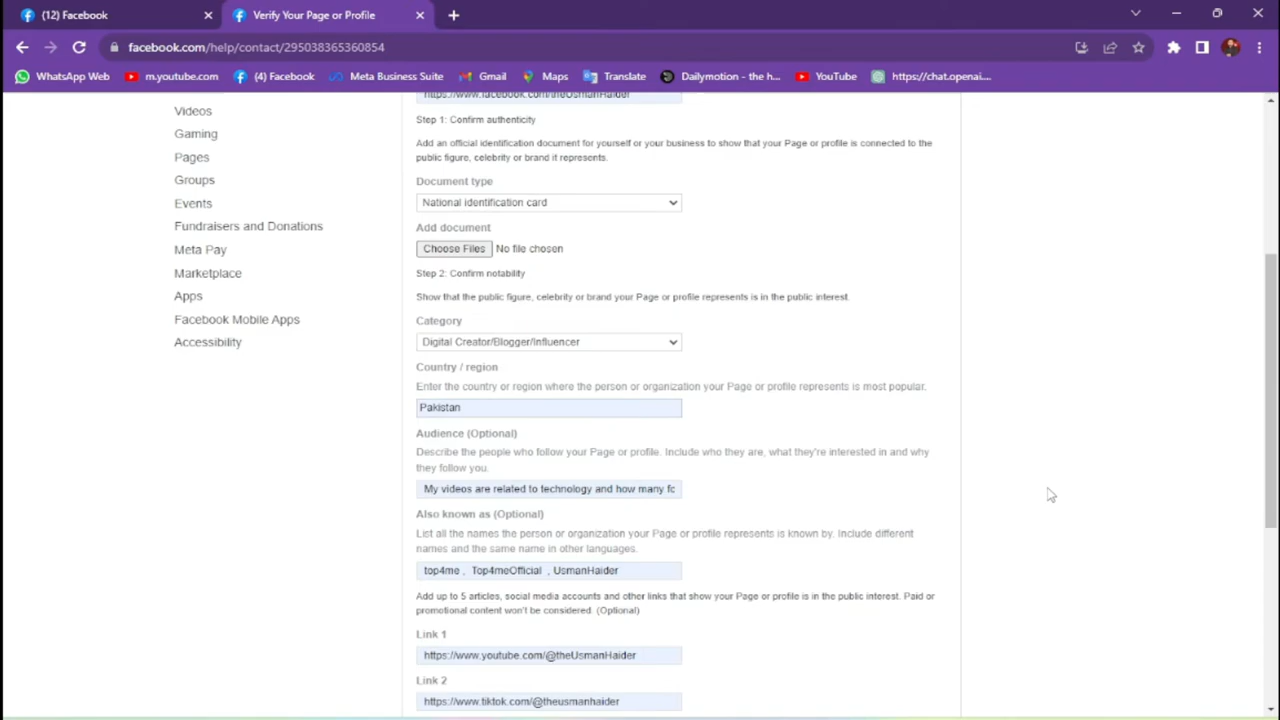 (12) Facebook
Verify Your Page or Profile
facebook.com/help/contact/295038365360854
WhatsApp Web
m.youtube.com
(4) Facebook
Meta Business Suite
Gmail
Maps
Translate
Dailymotion - the h...
YouTube
https://chat.openai....
Videos
Gaming
Pages
Groups
Events
Fundraisers and Donations
Meta Pay
Marketplace
Apps
Facebook Mobile Apps
Accessibility
https://www.facebook.com/theUsmanHaider
Step 1: Confirm authenticity
Add an official identification document for yourself or your business to show that your Page or profile is connected to the
public figure, celebrity or brand it represents.
Document type
National identification card
Add document
Choose Files No file chosen
Step 2: Confirm notability
Show that the public figure, celebrity or brand your Page or profile represents is in the public interest.
Category
Digital Creator/Blogger/Influencer
Country / region
Enter the country or region where the person or organization your Page or profile represents is most popular.
Pakistan
Audience (Optional)
Describe the people who follow your Page or profile. Include who they are, what they're interested in and why
they follow you.
My videos are related to technology and how many fo
Also known as (Optional)
List all the names the person or organization your Page or profile represents is known by. Include different
names and the same name in other languages.
top4me , Top4meOfficial , UsmanHaider
Add up to 5 articles, social media accounts and other links that show your Page or profile is in the public interest. Paid or
promotional content won't be considered. (Optional)
Link 1
https://www.youtube.com/@theUsmanHaider
Link 2
https://www.tiktok.com/@theusmanhaider